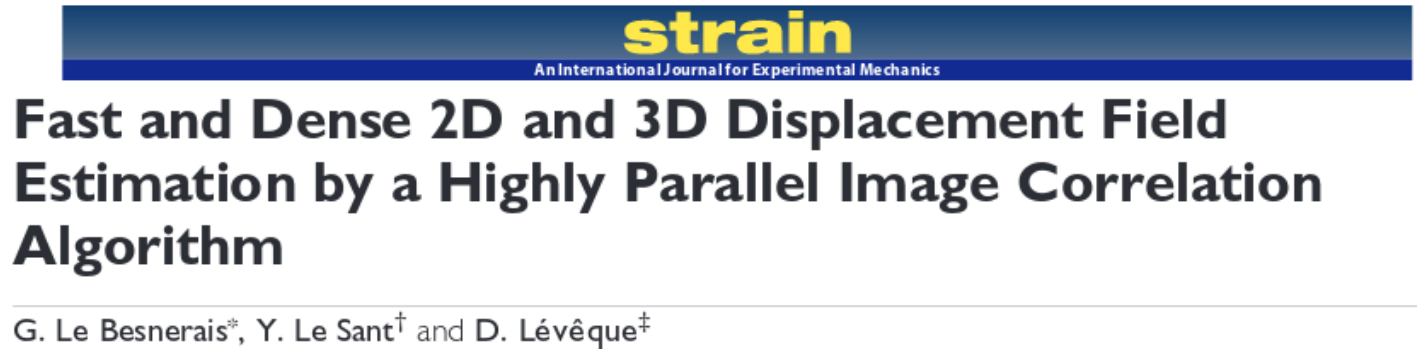 strain
An International Journal for Experimental Mechanics
Fast and Dense 2D and 3D Displacement Field
Estimation by a Highly Parallel Image Correlation
Algorithm
G. Le Besnerais*, Y. Le Sant† and D. Lévêque‡